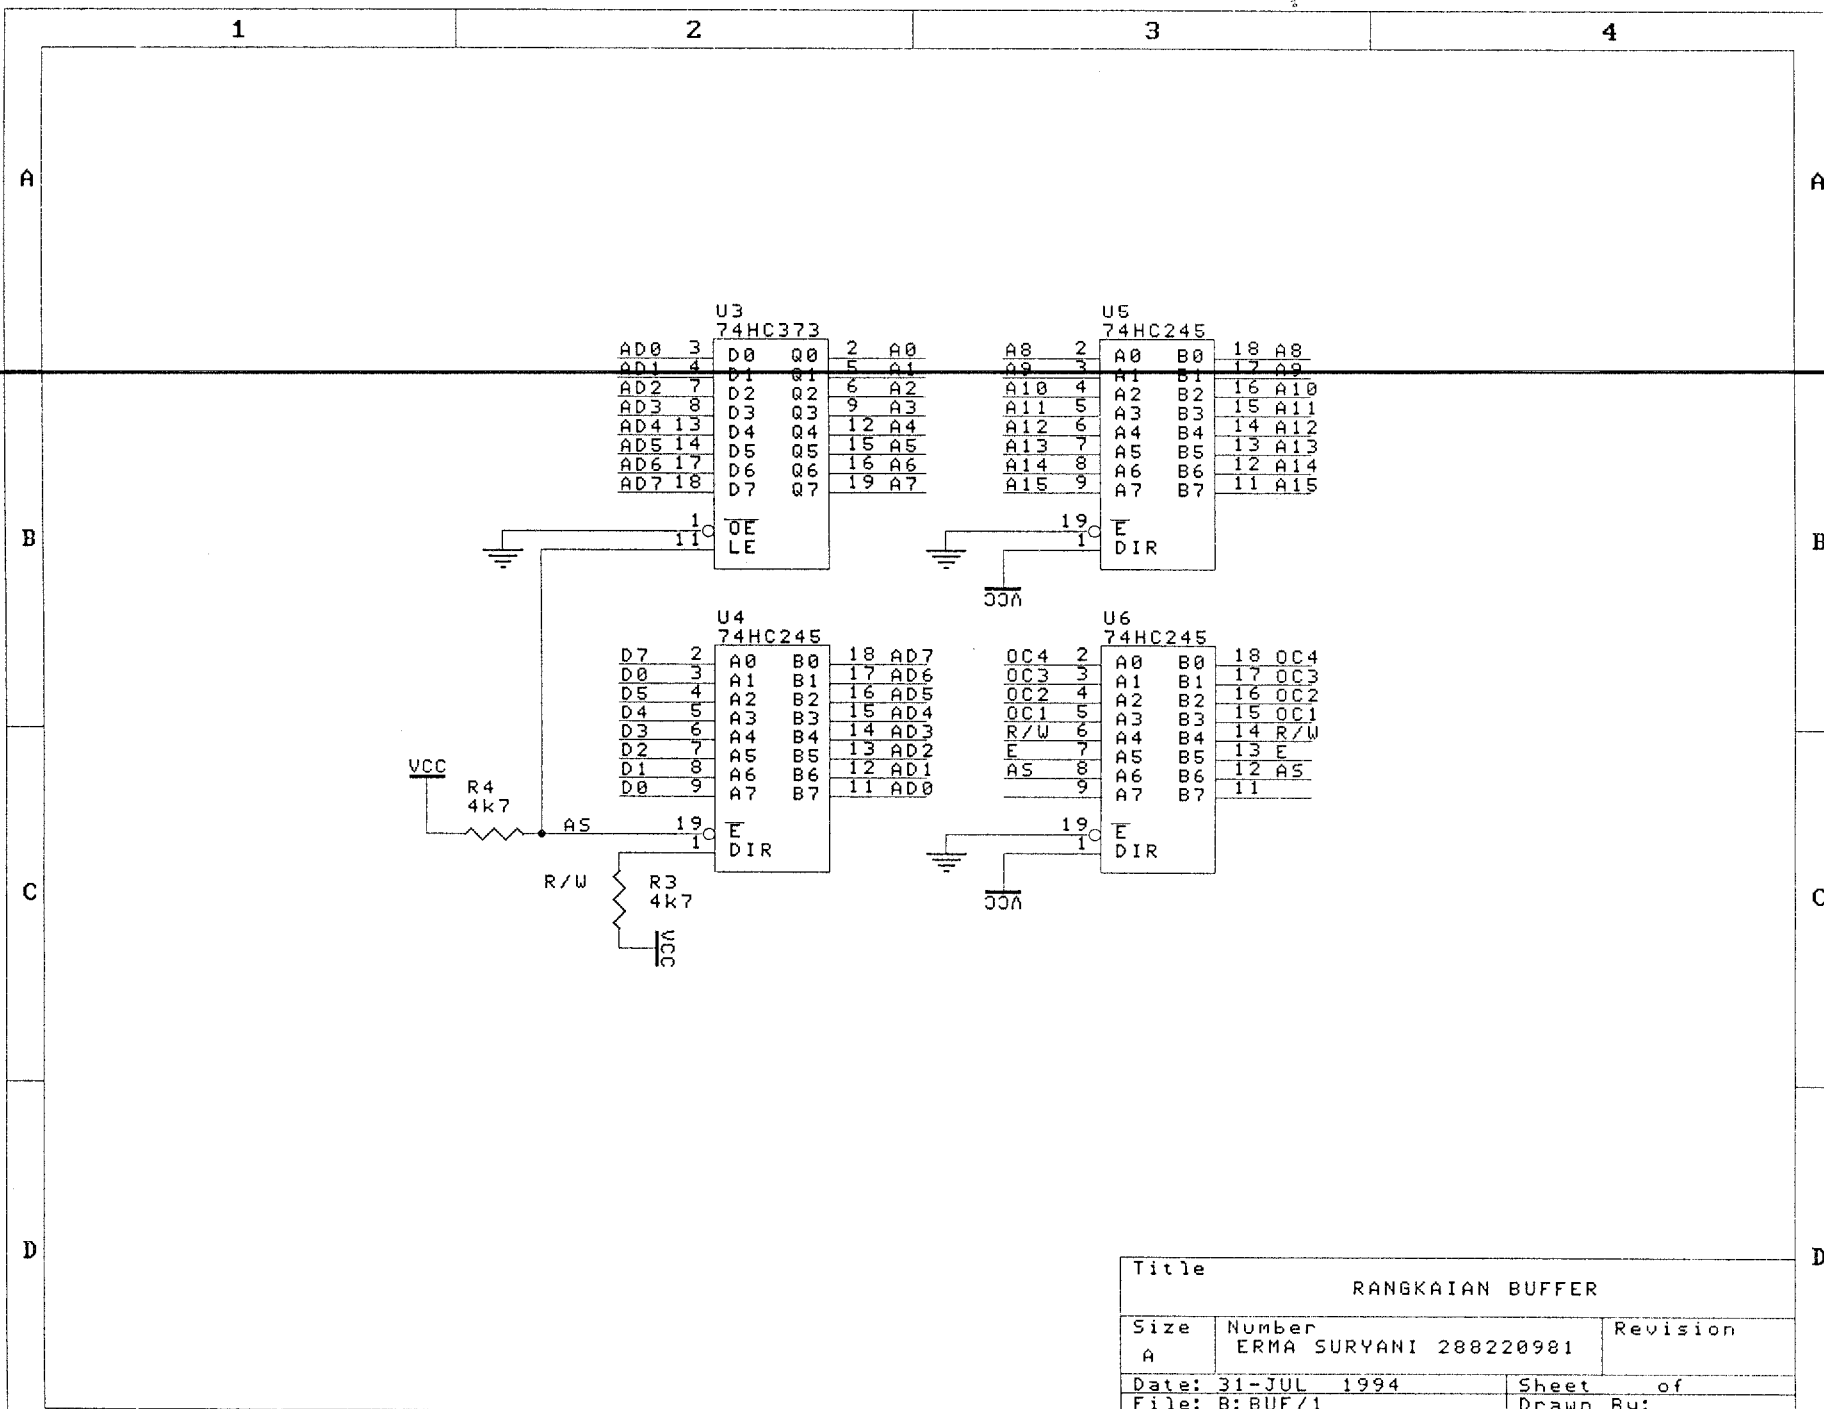 1 2 3 4
A A
U3 U5
74HC373 74HC245
AD0 3 D0 Q0 2 A0 A8 2 A0 B0 18 A8
AD1 4 D1 Q1 5 A1 A9 3 A1 B1 17 A9
AD2 7 D2 Q2 6 A2 A10 4 A2 B2 16 A10
AD3 8 D3 Q3 9 A3 A11 5 A3 B3 15 A11
AD4 13 D4 Q4 12 A4 A12 6 A4 B4 14 A12
AD5 14 D5 Q5 15 A5 A13 7 A5 B5 13 A13
AD6 17 D6 Q6 16 A6 A14 8 A6 B6 12 A14
AD7 18 D7 Q7 19 A7 A15 9 A7 B7 11 A15
B 1 OE 19 E B
11 LE 1 DIR
VCC
U4 U6
74HC245 74HC245
D7 2 A0 B0 18 AD7 OC4 2 A0 B0 18 OC4
D0 3 A1 B1 17 AD6 OC3 3 A1 B1 17 OC3
D5 4 A2 B2 16 AD5 OC2 4 A2 B2 16 OC2
D4 5 A3 B3 15 AD4 OC1 5 A3 B3 15 OC1
D3 6 A4 B4 14 AD3 R/W 6 A4 B4 14 R/W
D2 7 A5 B5 13 AD2 E 7 A5 B5 13 E
D1 8 A6 B6 12 AD1 AS 8 A6 B6 12 AS
D0 9 A7 B7 11 AD0 9 A7 B7 11
VCC
R4
4k7
AS 19 E 19 E
1 DIR 1 DIR
C R/W R3 VCC C
4k7
VCC
D D
Title
RANGKAIAN BUFFER
Size Number Revision
A ERMA SURYANI 288220981
Date: 31-JUL 1994 Sheet of
File: B:BUF/1 Drawn By: